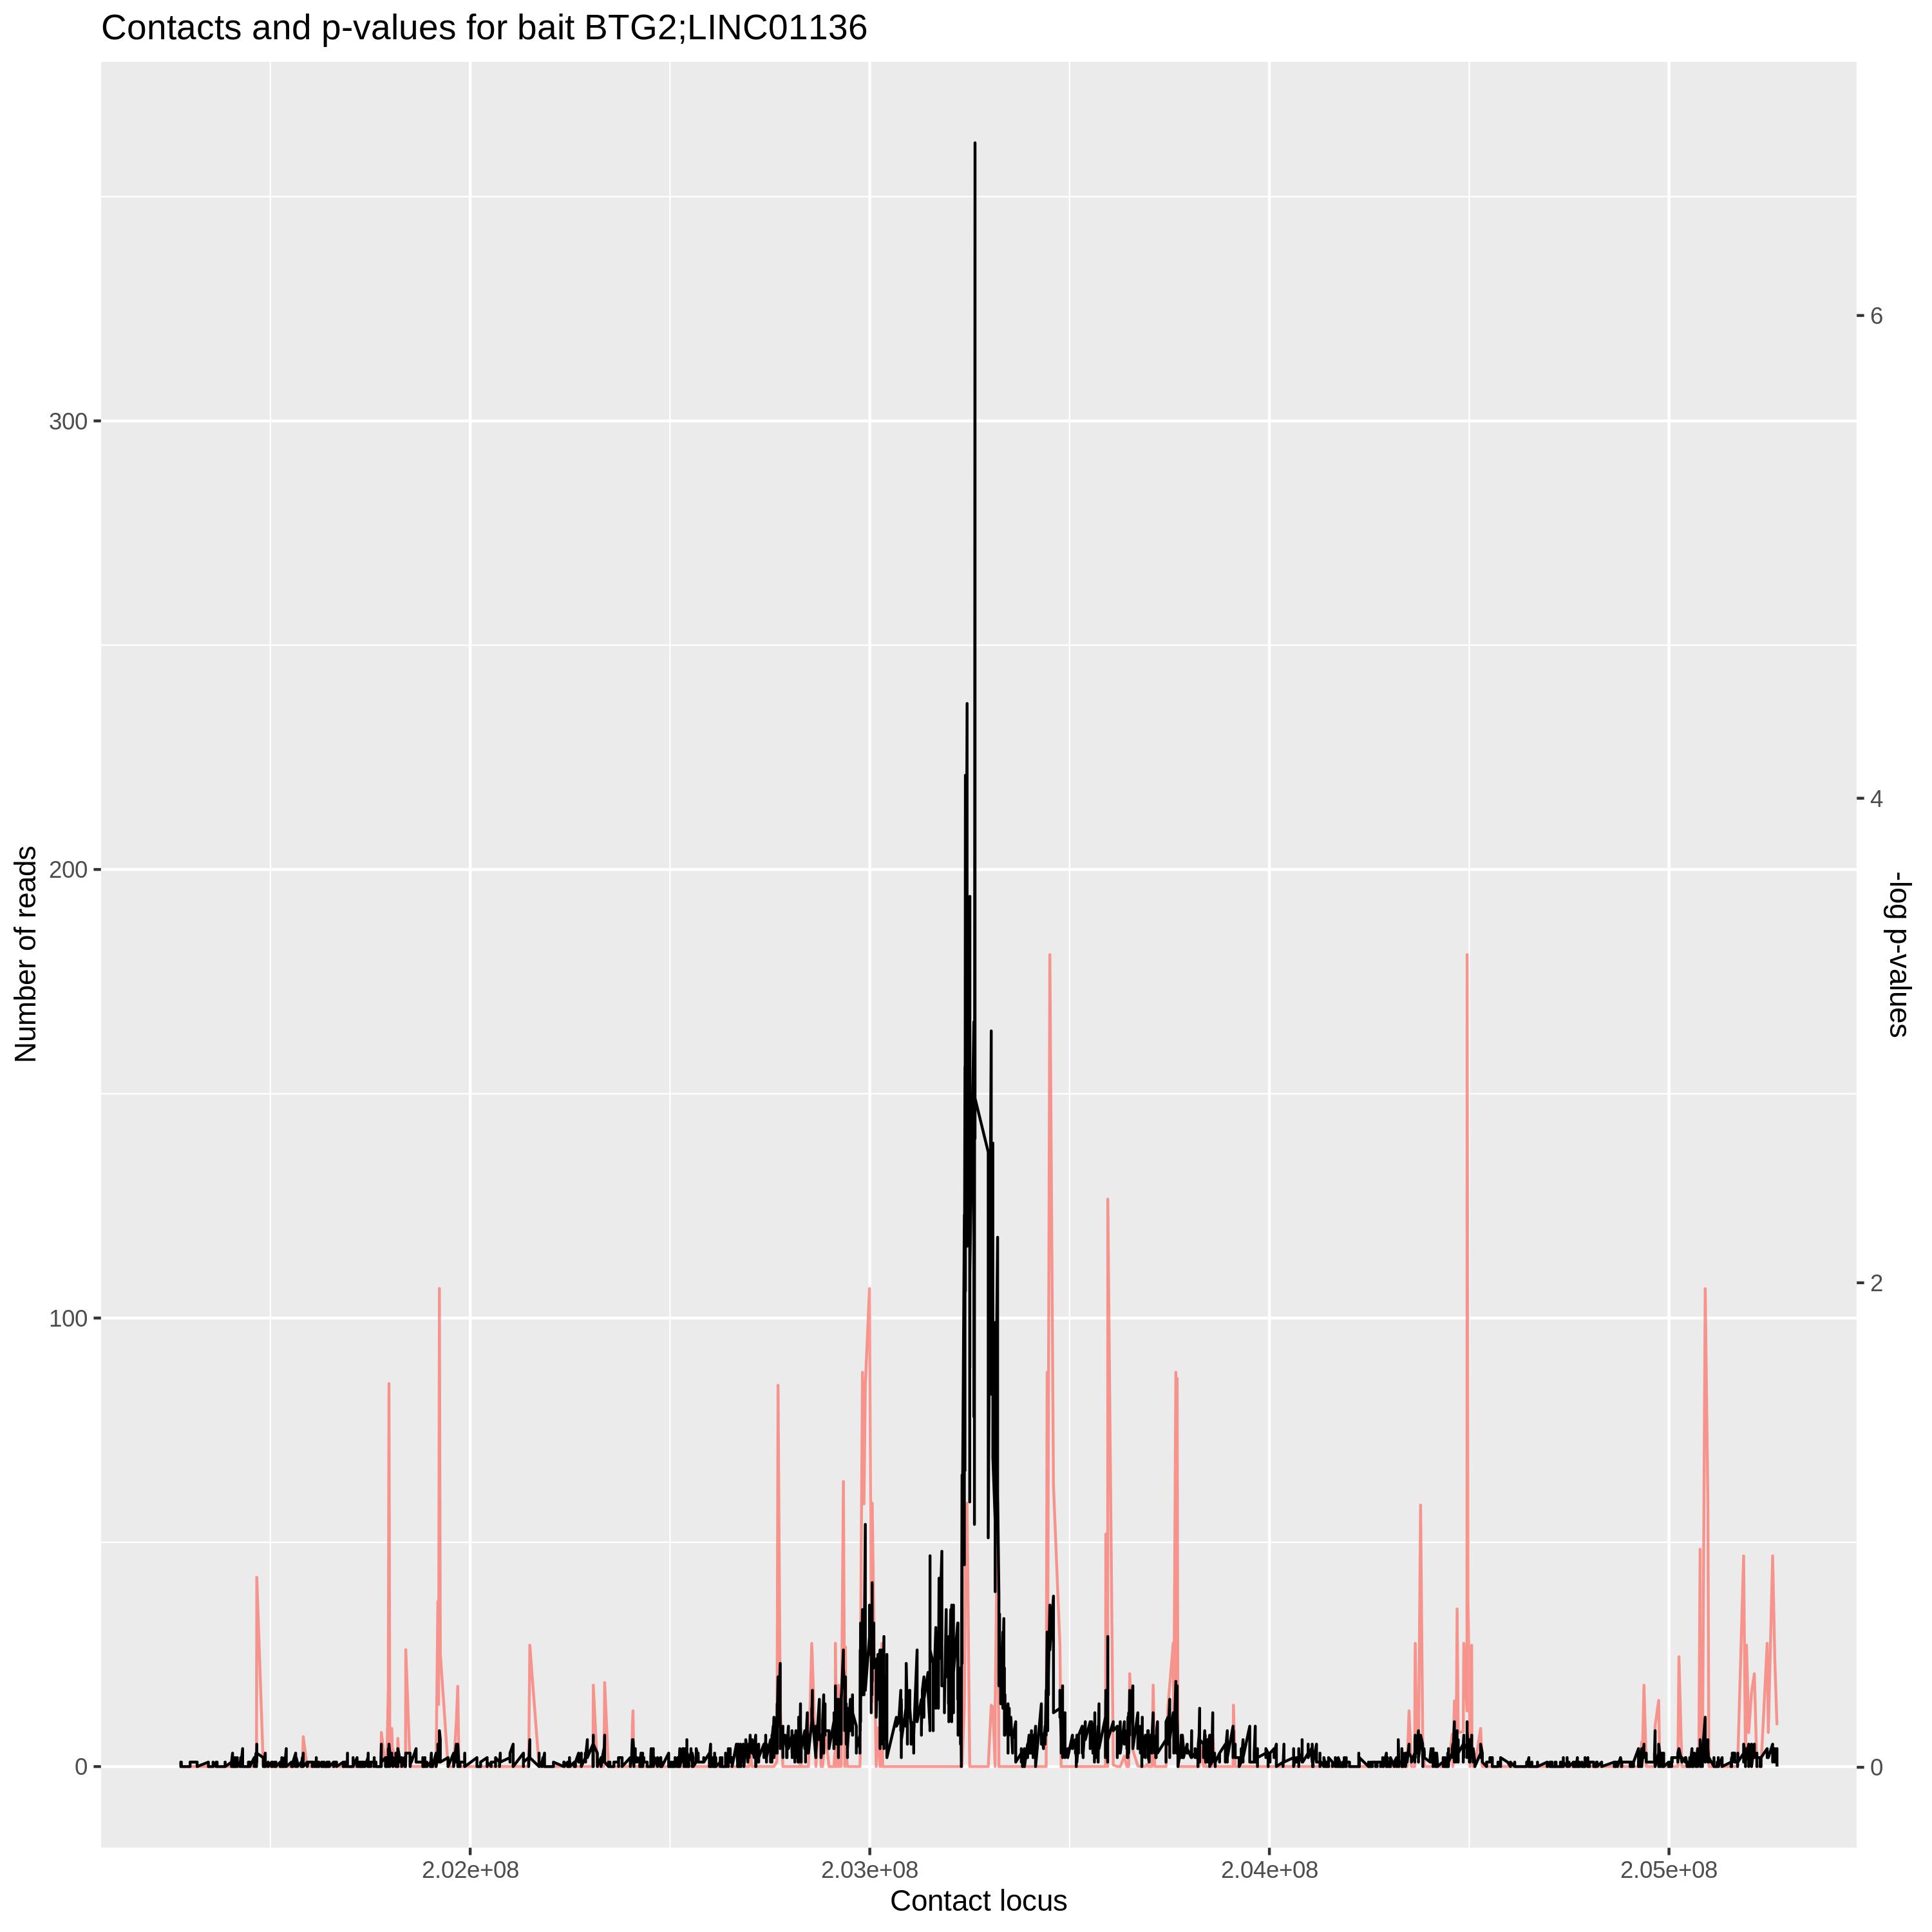 Contacts and p-values for bait BTG2;LINC01136
Number of reads
300
200
100
0
6
4
2
0
-log p-values
2.02e+08
2.03e+08
2.04e+08
2.05e+08
Contact locus